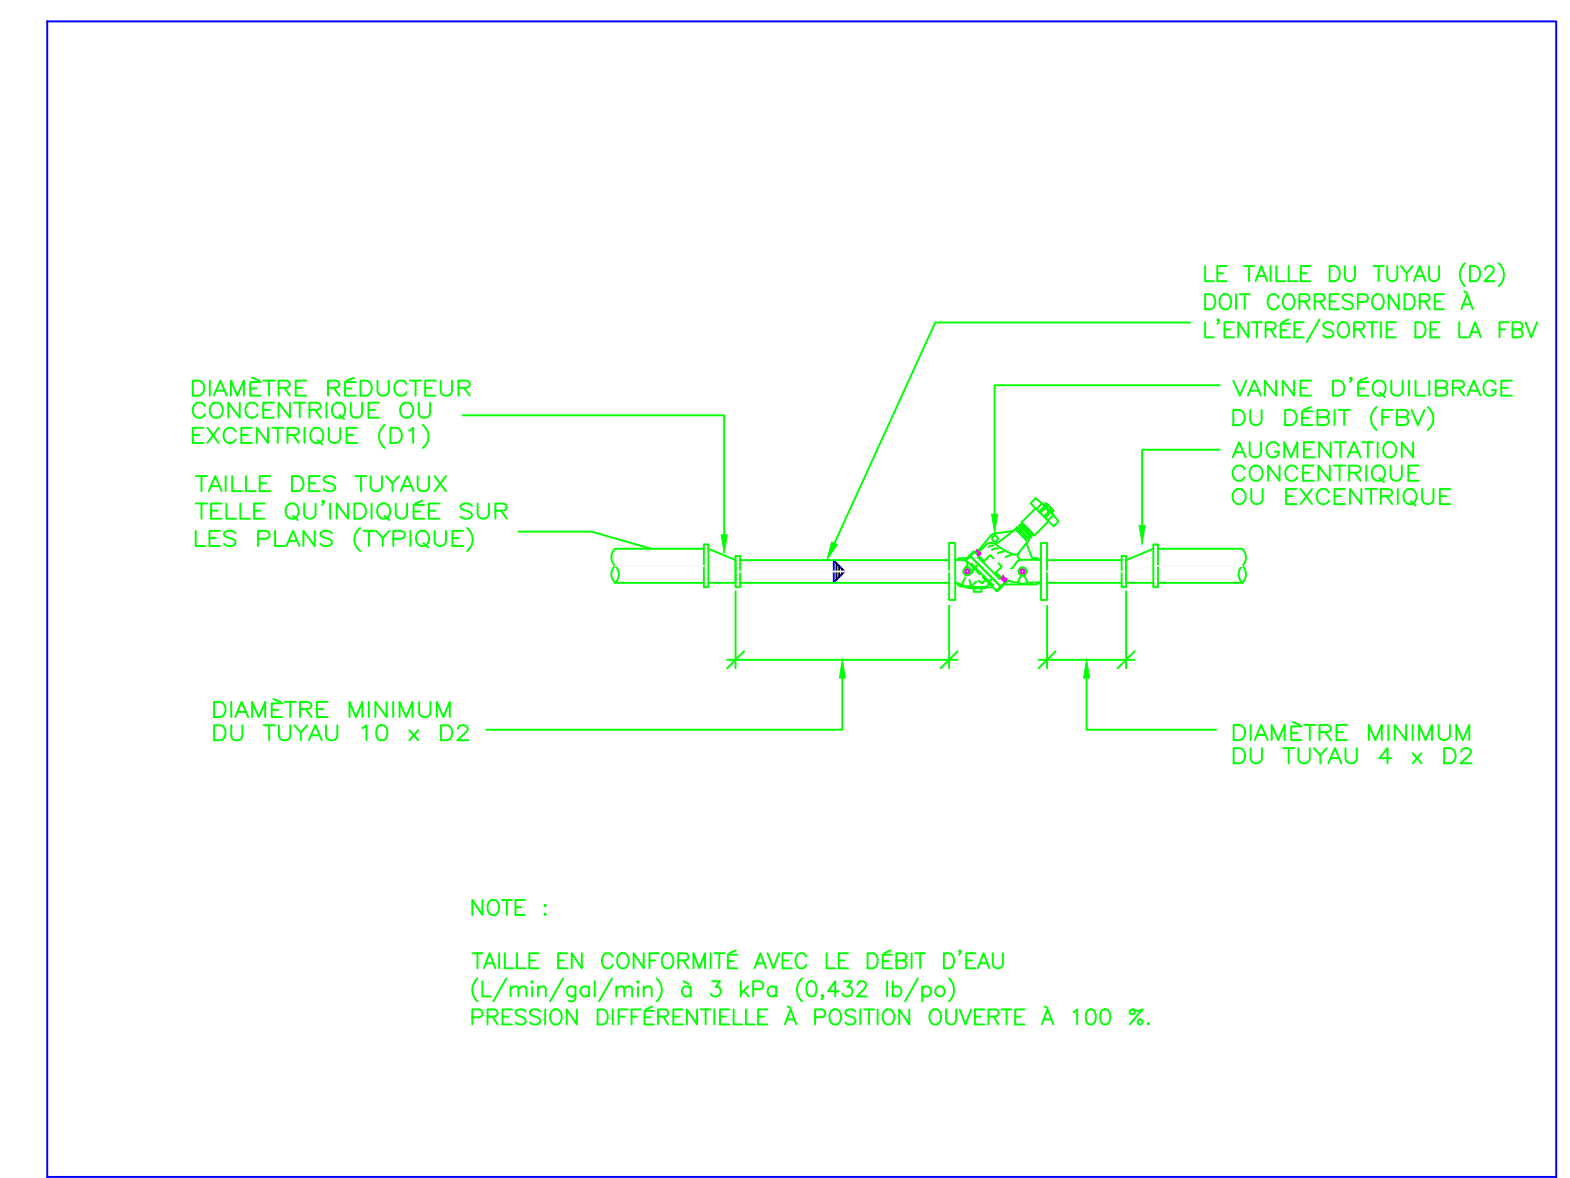 LE TAILLE DU TUYAU (D2)
DOIT CORRESPONDRE À
L'ENTRÉE/SORTIE DE LA FBV
DIAMÈTRE RÉDUCTEUR
CONCENTRIQUE OU
EXCENTRIQUE (D1)
VANNE D'ÉQUILIBRAGE
DU DÉBIT (FBV)
AUGMENTATION
CONCENTRIQUE
OU EXCENTRIQUE
TAILLE DES TUYAUX
TELLE QU'INDIQUÉE SUR
LES PLANS (TYPIQUE)
DIAMÈTRE MINIMUM
DU TUYAU 10 x D2
DIAMÈTRE MINIMUM
DU TUYAU 4 x D2
NOTE :
TAILLE EN CONFORMITÉ AVEC LE DÉBIT D'EAU
(L/min/gal/min) à 3 kPa (0,432 lb/po)
PRESSION DIFFÉRENTIELLE À POSITION OUVERTE À 100 %.